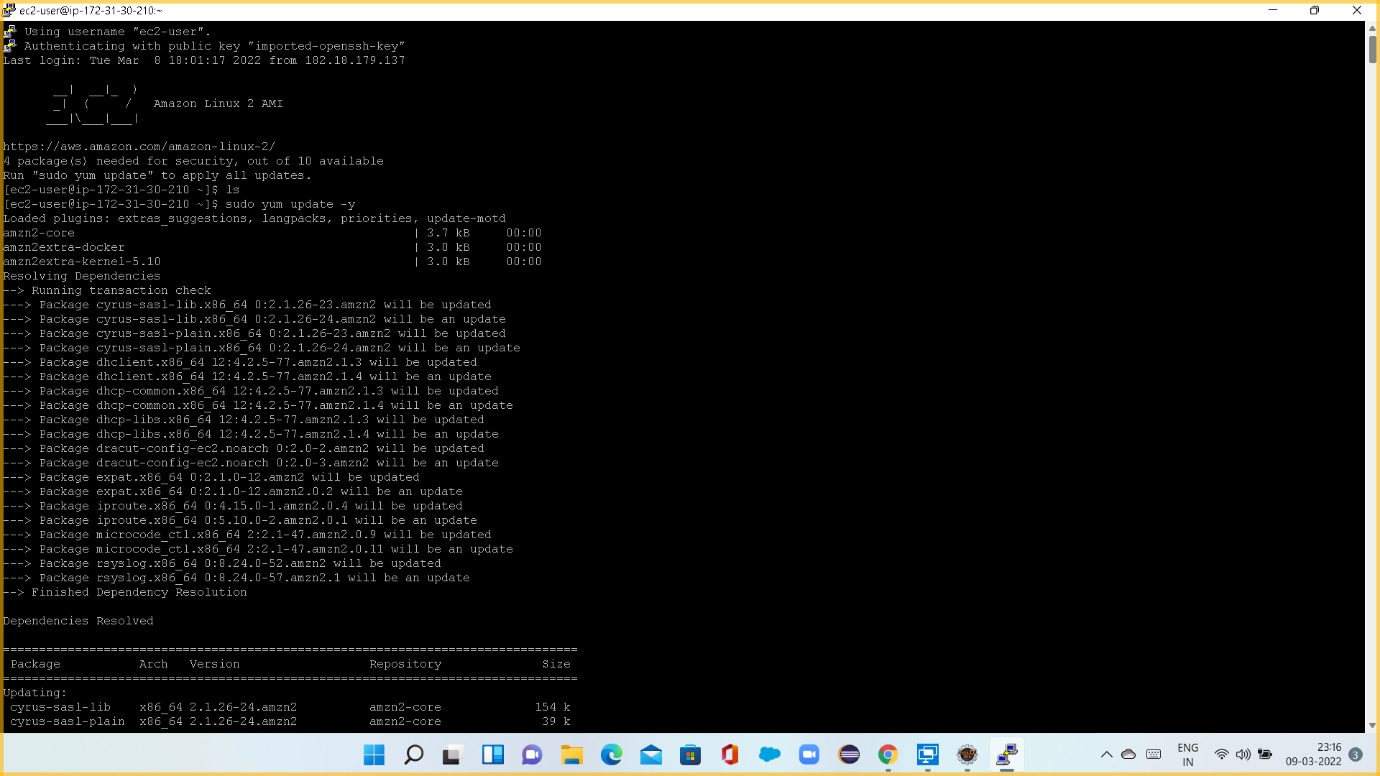 ec2-user@ip-172-31-30-210:~
Using username "ec2-user".
Authenticating with public key "imported-openssh-key"
Last login: Tue Mar  8 18:01:17 2022 from 182.18.179.137
       __|  __|_  )
       _|  (     /   Amazon Linux 2 AMI
      ___|\___|___|
https://aws.amazon.com/amazon-linux-2/
4 package(s) needed for security, out of 10 available
Run "sudo yum update" to apply all updates.
[ec2-user@ip-172-31-30-210 ~]$ ls
[ec2-user@ip-172-31-30-210 ~]$ sudo yum update -y
Loaded plugins: extras_suggestions, langpacks, priorities, update-motd
amzn2-core | 3.7 kB 00:00
amzn2extra-docker | 3.0 kB 00:00
amzn2extra-kernel-5.10 | 3.0 kB 00:00
Resolving Dependencies
--> Running transaction check
---> Package cyrus-sasl-lib.x86_64 0:2.1.26-23.amzn2 will be updated
---> Package cyrus-sasl-lib.x86_64 0:2.1.26-24.amzn2 will be an update
---> Package cyrus-sasl-plain.x86_64 0:2.1.26-23.amzn2 will be updated
---> Package cyrus-sasl-plain.x86_64 0:2.1.26-24.amzn2 will be an update
---> Package dhclient.x86_64 12:4.2.5-77.amzn2.1.3 will be updated
---> Package dhclient.x86_64 12:4.2.5-77.amzn2.1.4 will be an update
---> Package dhcp-common.x86_64 12:4.2.5-77.amzn2.1.3 will be updated
---> Package dhcp-common.x86_64 12:4.2.5-77.amzn2.1.4 will be an update
---> Package dhcp-libs.x86_64 12:4.2.5-77.amzn2.1.3 will be updated
---> Package dhcp-libs.x86_64 12:4.2.5-77.amzn2.1.4 will be an update
---> Package dracut-config-ec2.noarch 0:2.0-2.amzn2 will be updated
---> Package dracut-config-ec2.noarch 0:2.0-3.amzn2 will be an update
---> Package expat.x86_64 0:2.1.0-12.amzn2 will be updated
---> Package expat.x86_64 0:2.1.0-12.amzn2.0.2 will be an update
---> Package iproute.x86_64 0:4.15.0-1.amzn2.0.4 will be updated
---> Package iproute.x86_64 0:5.10.0-2.amzn2.0.1 will be an update
---> Package microcode_ctl.x86_64 2:2.1-47.amzn2.0.9 will be updated
---> Package microcode_ctl.x86_64 2:2.1-47.amzn2.0.11 will be an update
---> Package rsyslog.x86_64 0:8.24.0-52.amzn2 will be updated
---> Package rsyslog.x86_64 0:8.24.0-57.amzn2.1 will be an update
--> Finished Dependency Resolution
Dependencies Resolved
================================================================================
Package Arch Version Repository Size
================================================================================
Updating:
cyrus-sasl-lib x86_64 2.1.26-24.amzn2 amzn2-core 154 k
cyrus-sasl-plain x86_64 2.1.26-24.amzn2 amzn2-core 39 k
ENG
IN
23:16
09-03-2022
3